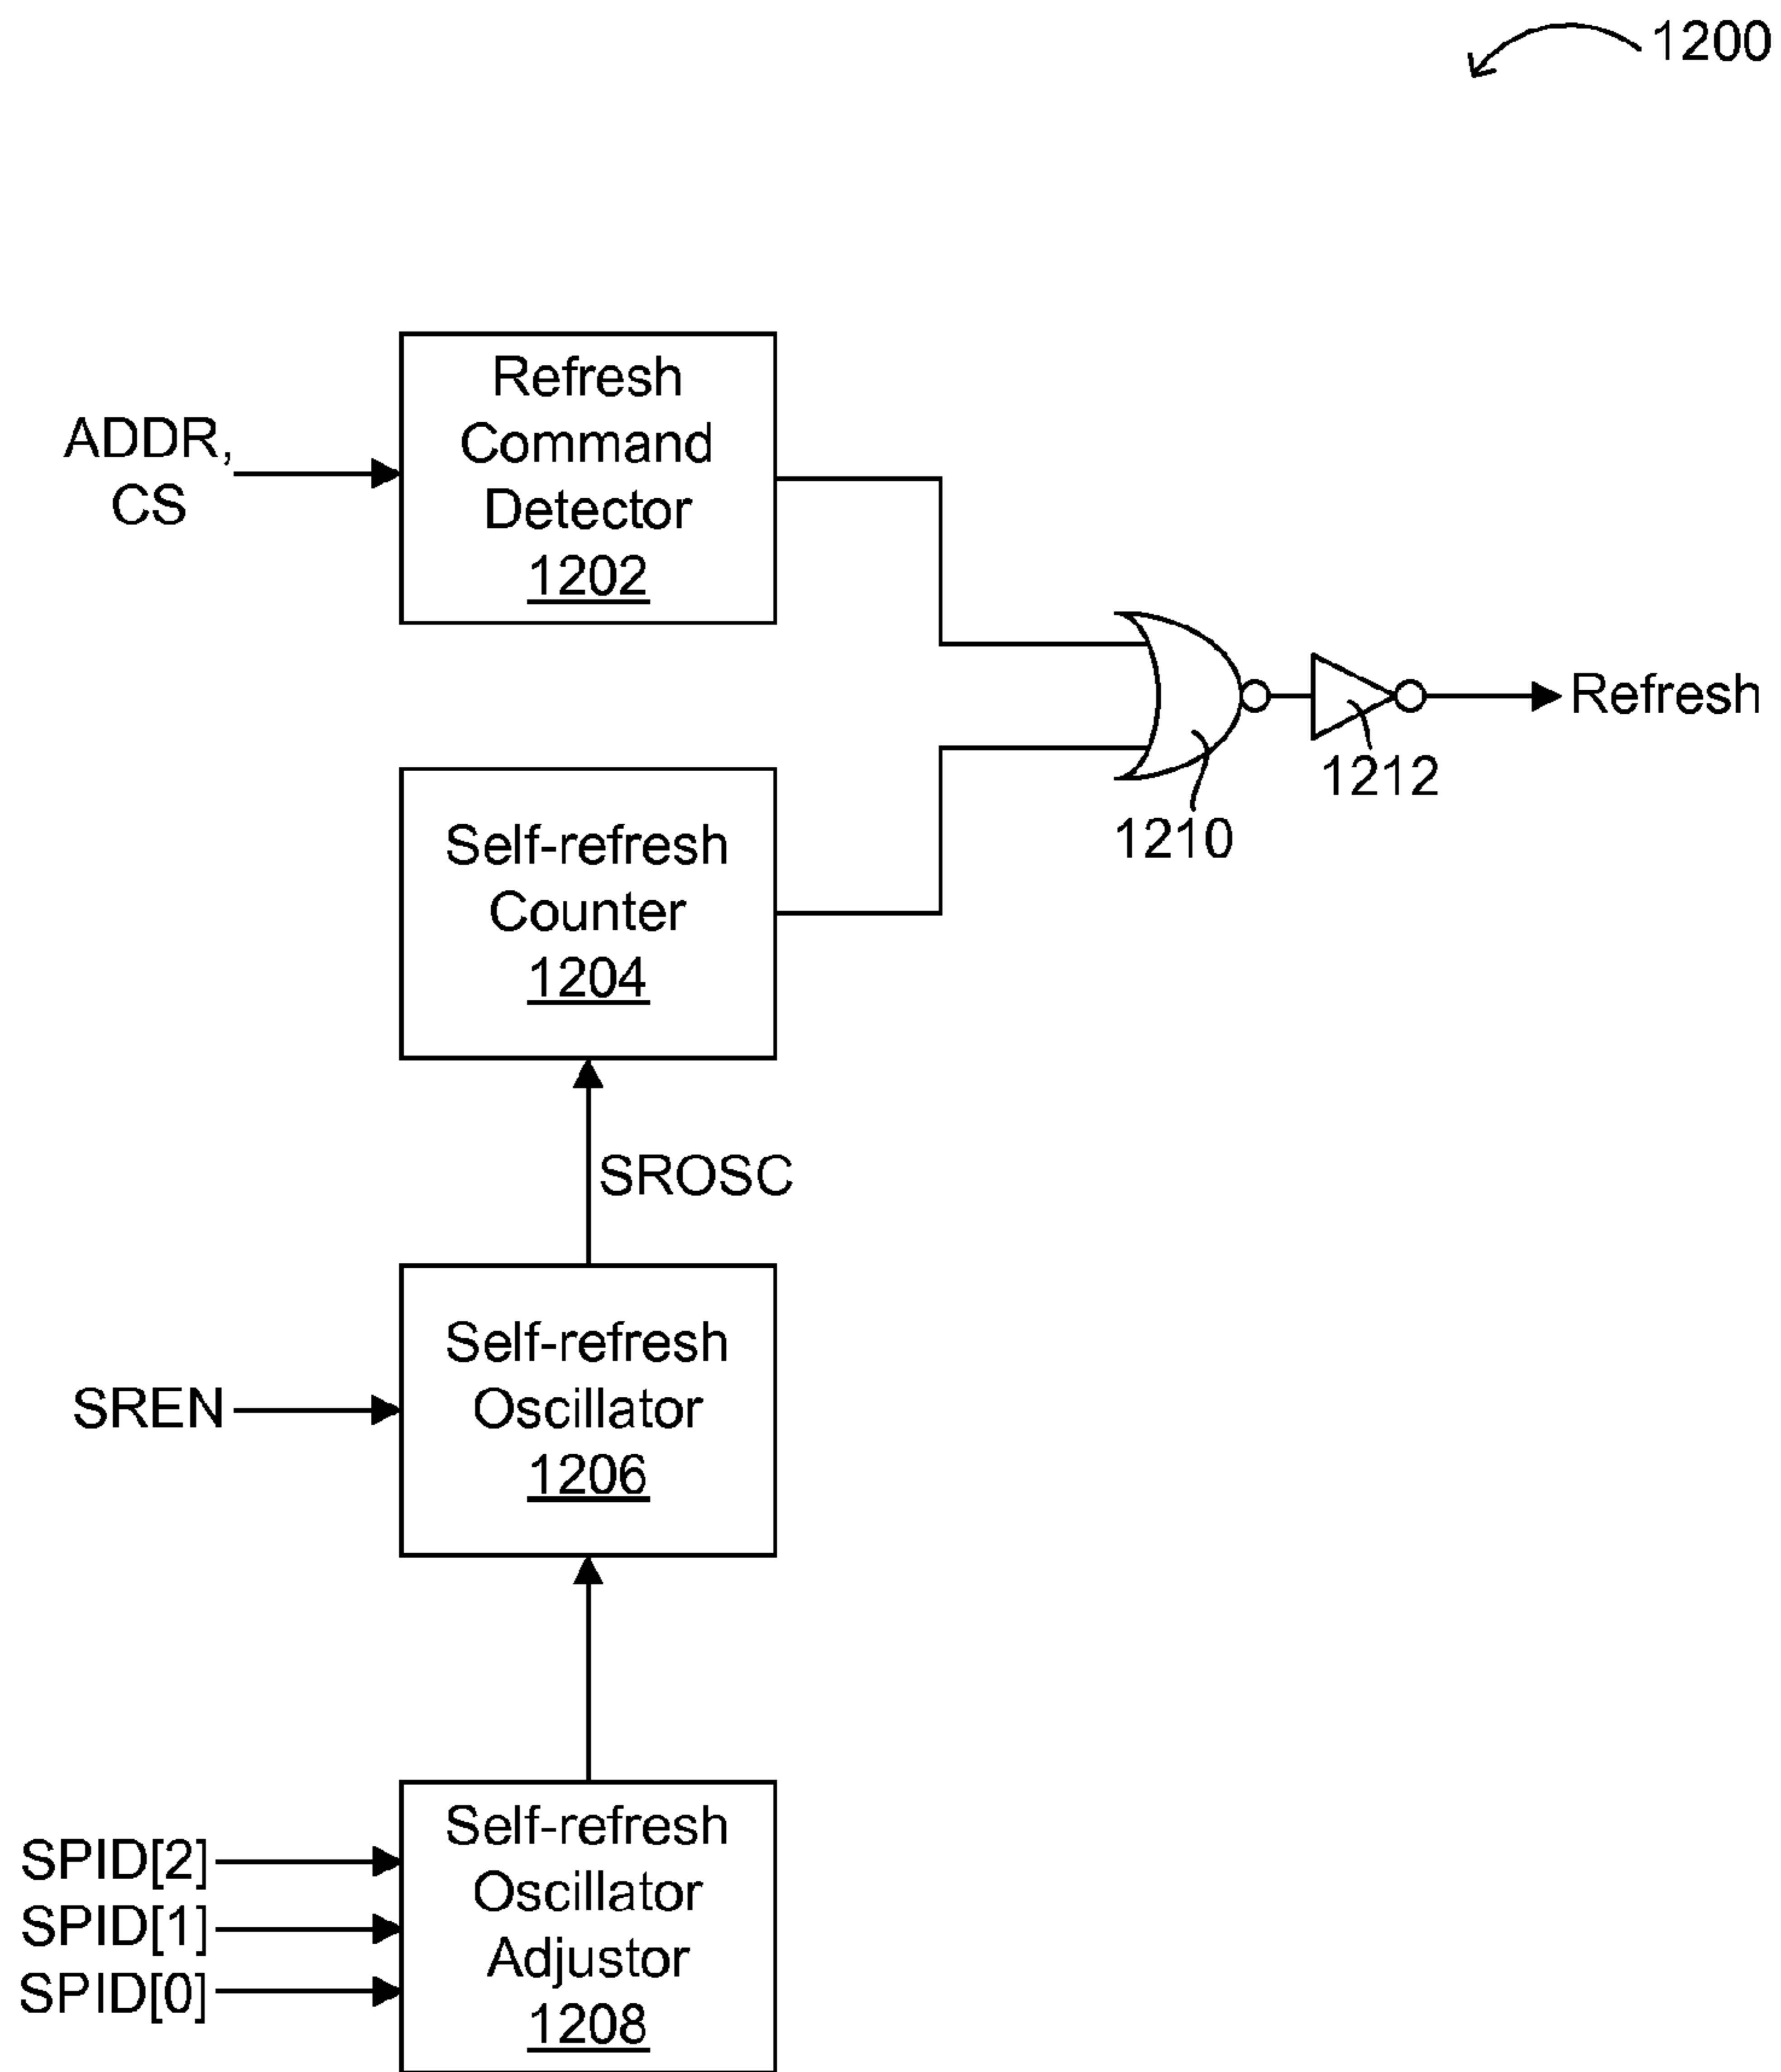 1200
ADDR,
CS
Refresh
Command
Detector
1202
Refresh
1212
1210
Self-refresh
Counter
1204
SROSC
SREN
Self-refresh
Oscillator
1206
SPID[2]
SPID[1]
SPID[0]
Self-refresh
Oscillator
Adjustor
1208